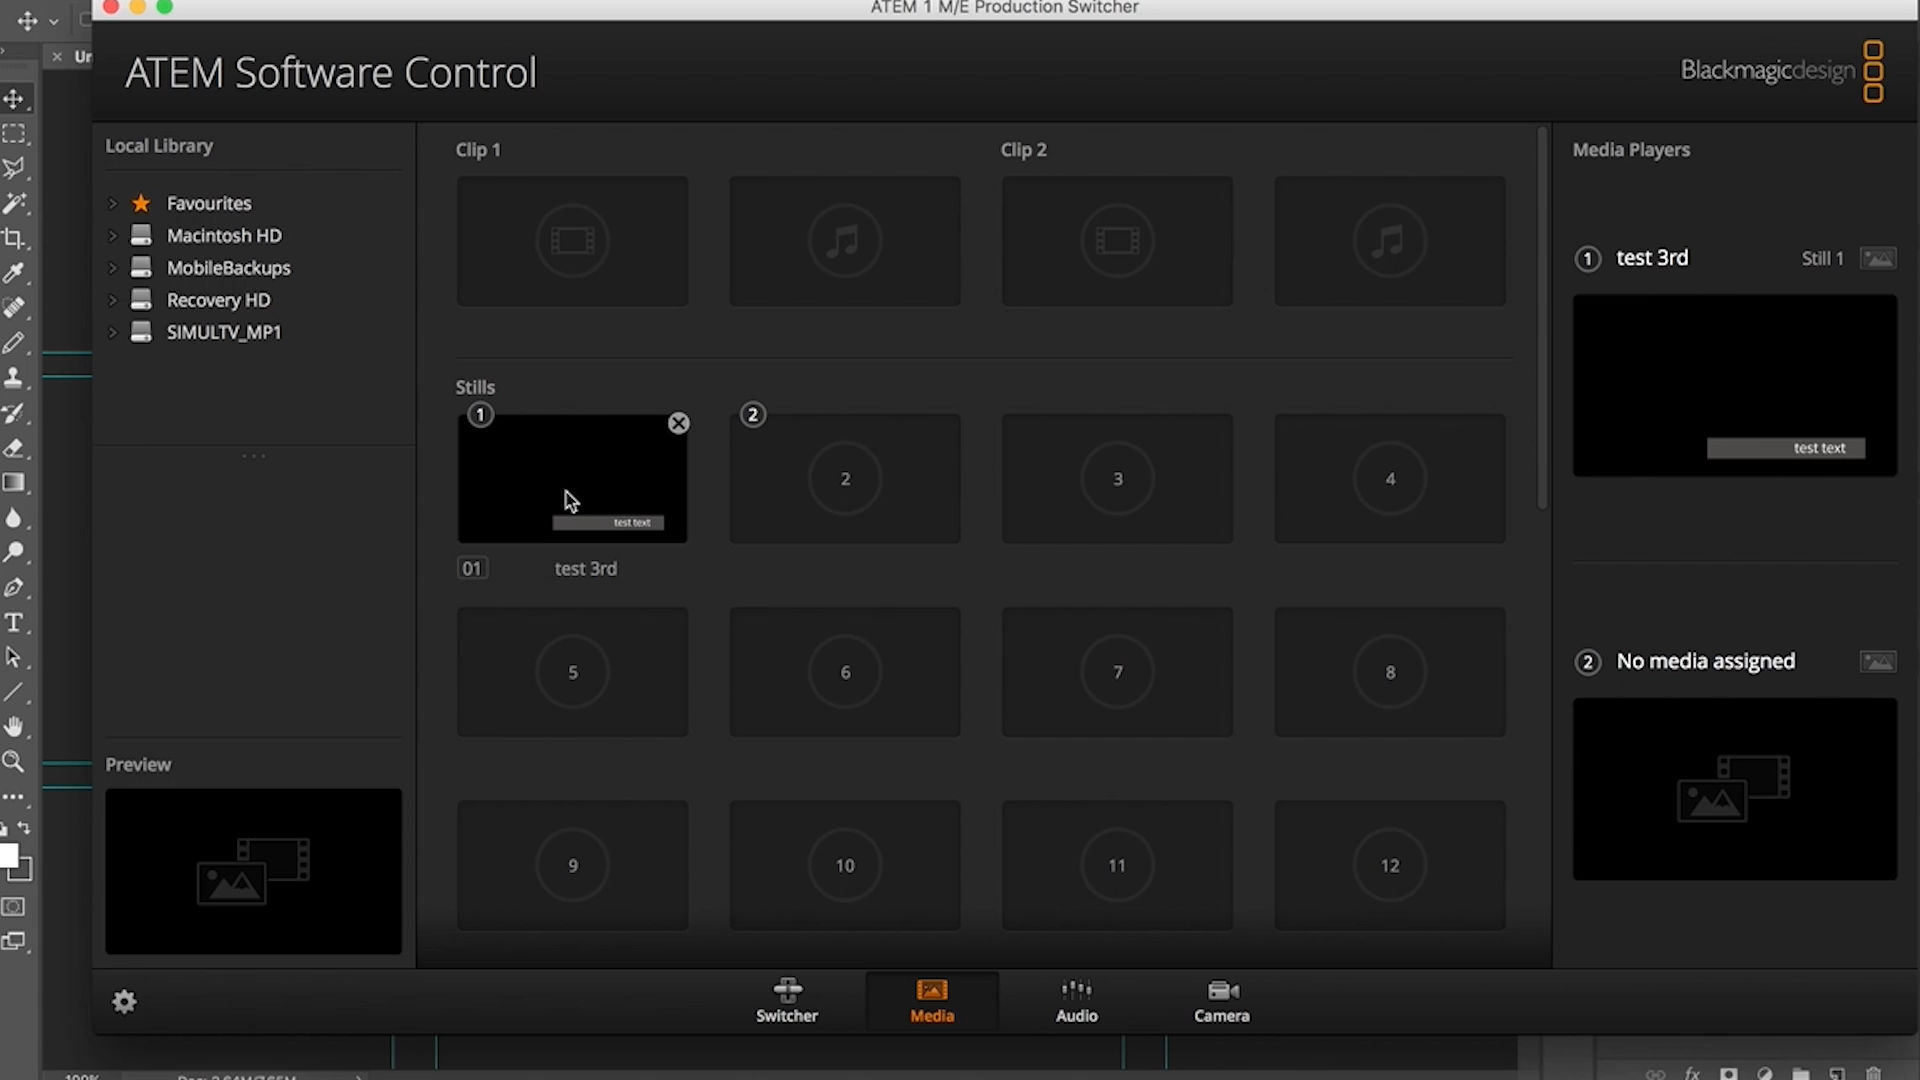 ATEM 1 M/E Production Switcher
Ur
ATEM Software Control
Blackmagicdesign
Local Library
Favourites
Macintosh HD
MobileBackups
Recovery HD
SIMULTV_MP1
Preview
Clip 1
Clip 2
Stills
1
test text
2
2
3
4
01
test 3rd
5
6
7
8
9
10
11
12
Media Players
1
test 3rd
Still 1
test text
2
No media assigned
Switcher
Media
Audio
Camera
fx